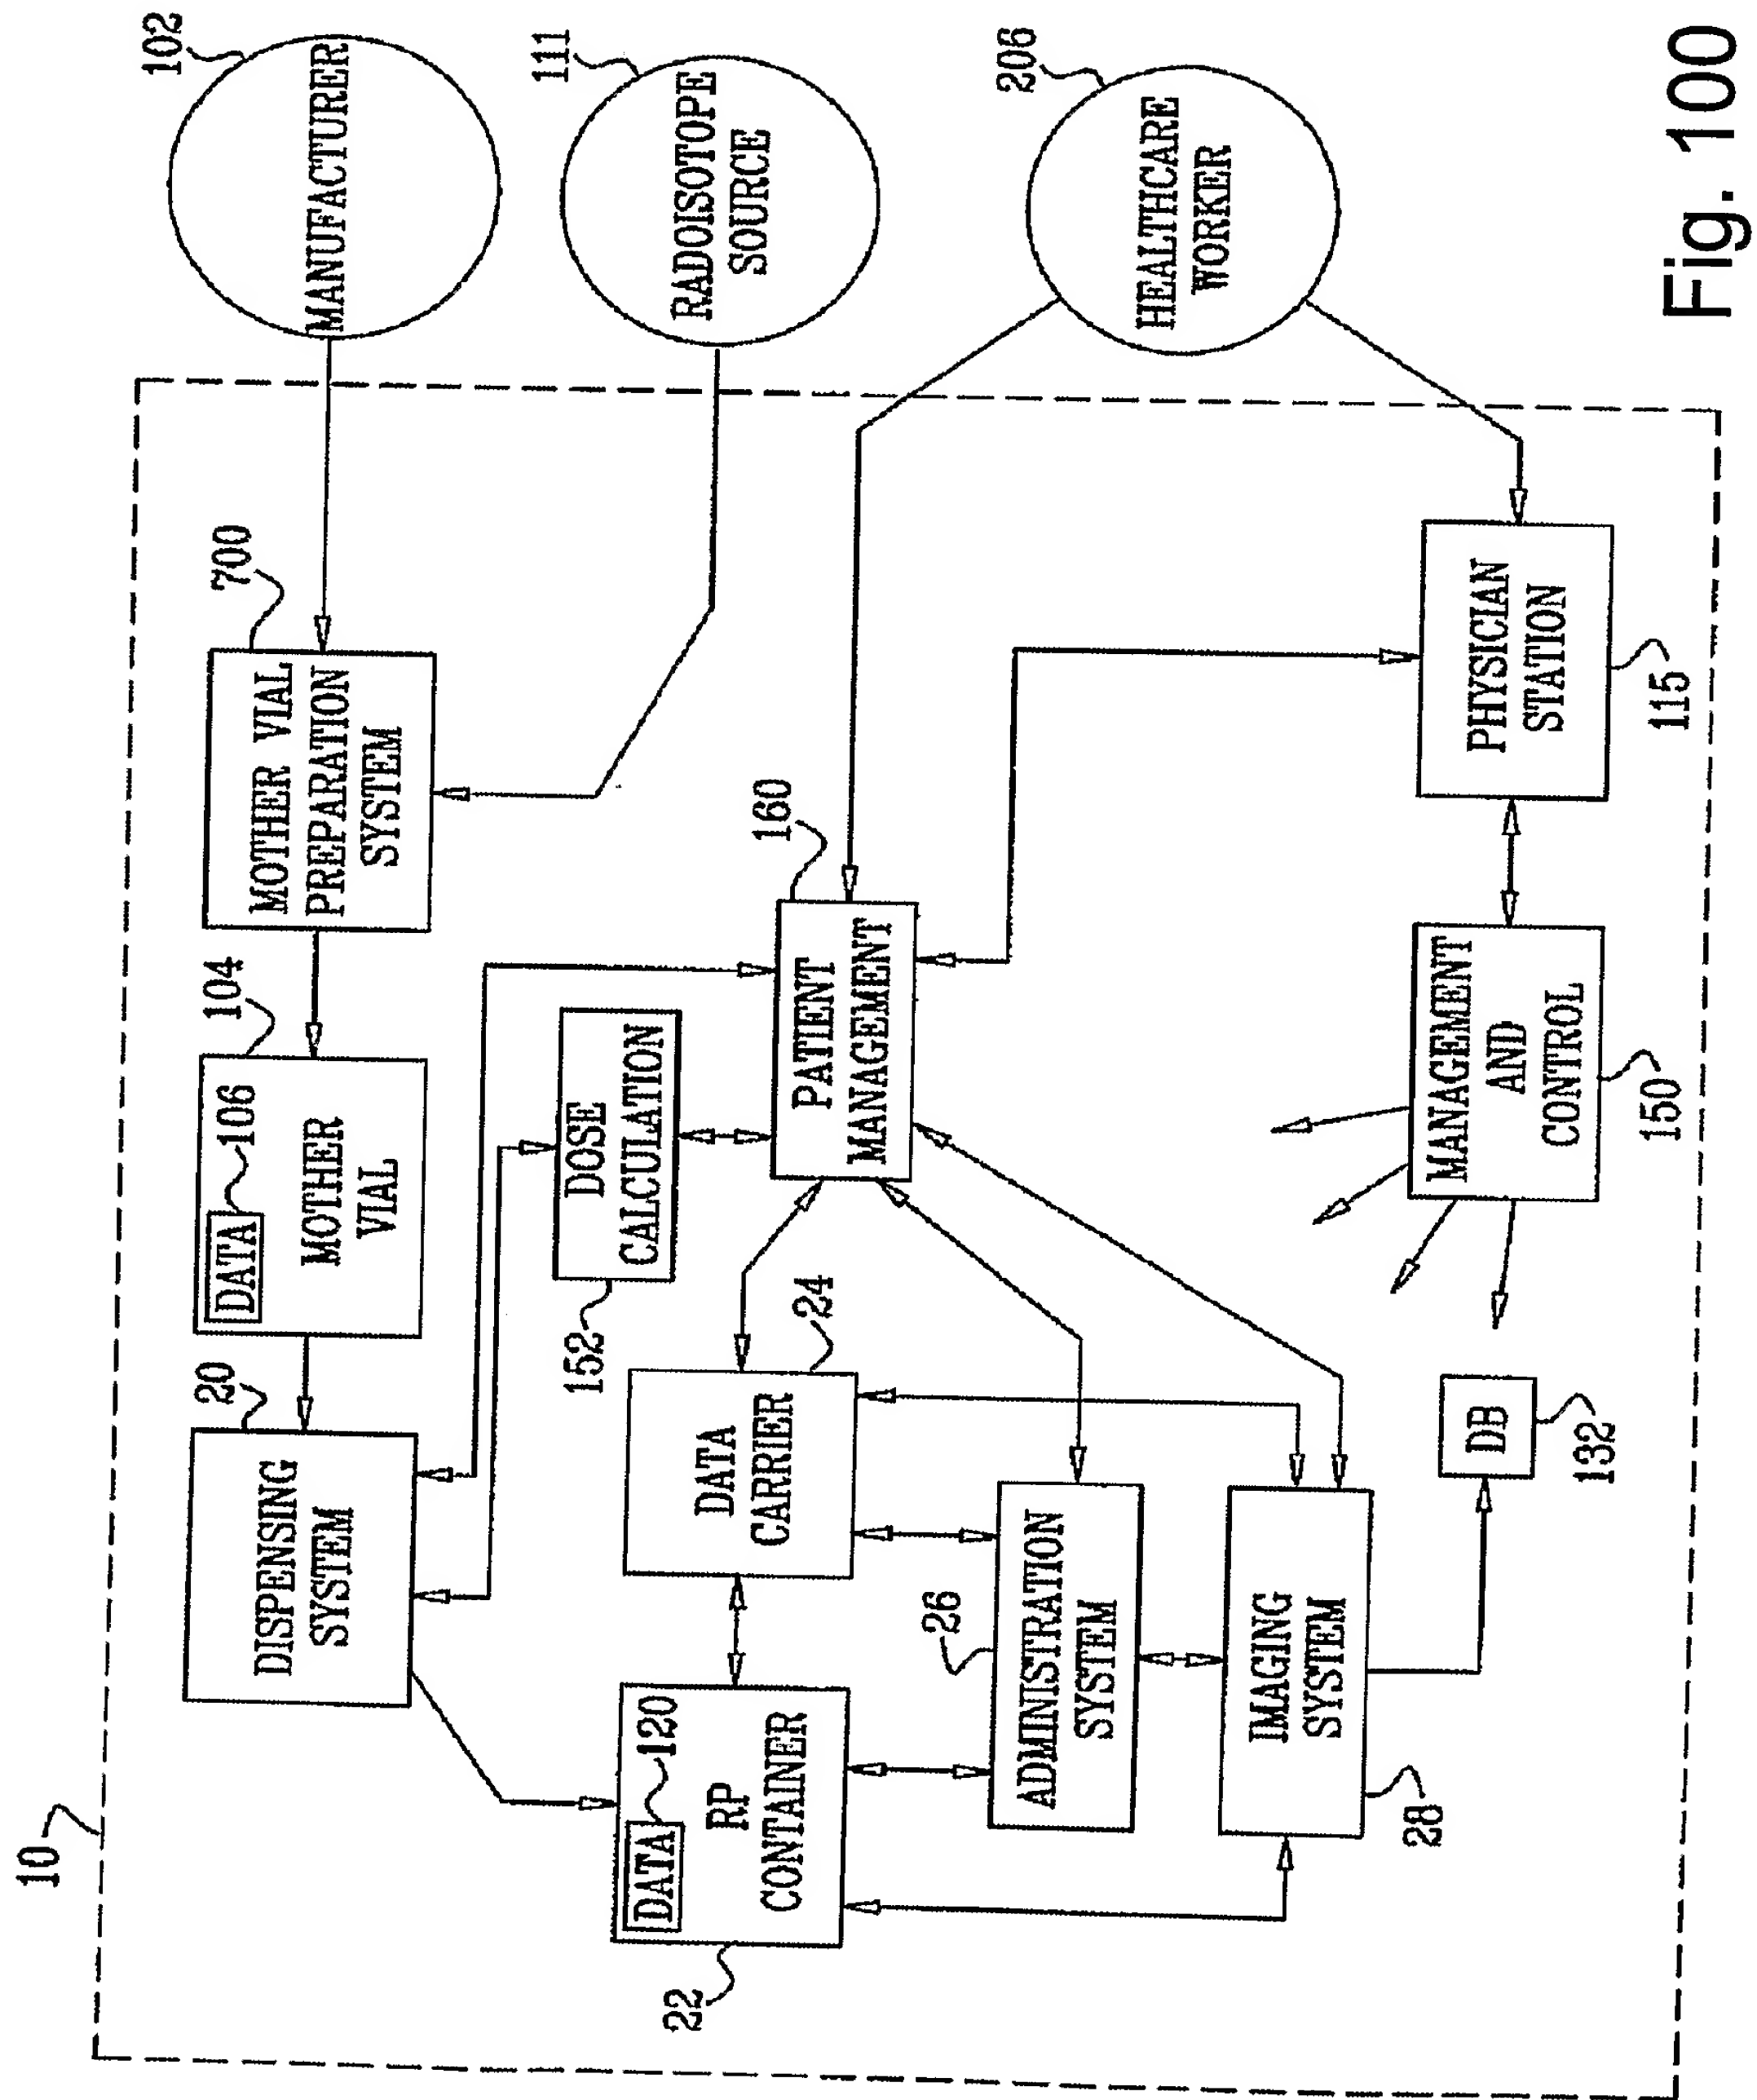 10
102
MANUFACTURER
111
RADOISOTOPE
SOURCE
206
HEALTHCARE
WORKER
700
MOTHER VIAL
PREPARATION
SYSTEM
104
DATA
106
MOTHER
VIAL
20
DISPENSING
SYSTEM
160
PATIENT
MANAGEMENT
DOSE
CALCULATION
152
24
DATA
CARRIER
DATA
120
RP
CONTAINER
22
26
ADMINISTRATION
SYSTEM
IMAGING
SYSTEM
28
DB
132
PHYSICIAN
STATION
115
MANAGEMENT
AND
CONTROL
150
Fig. 100